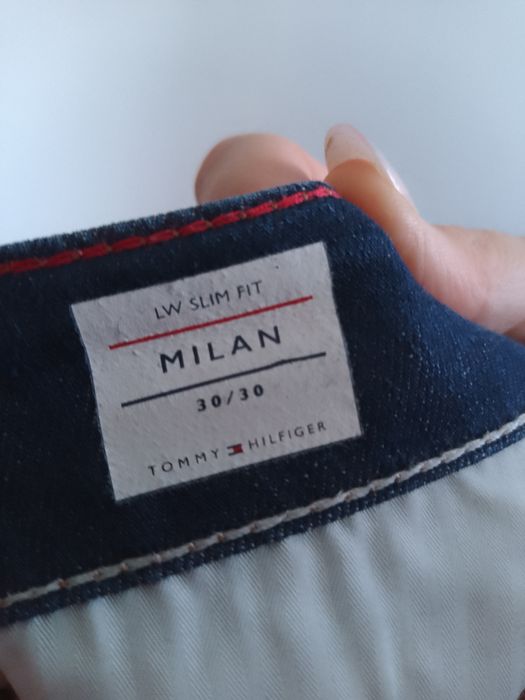 LW SLIM FIT
MILAN
30/30
TOMMY HILFIGER